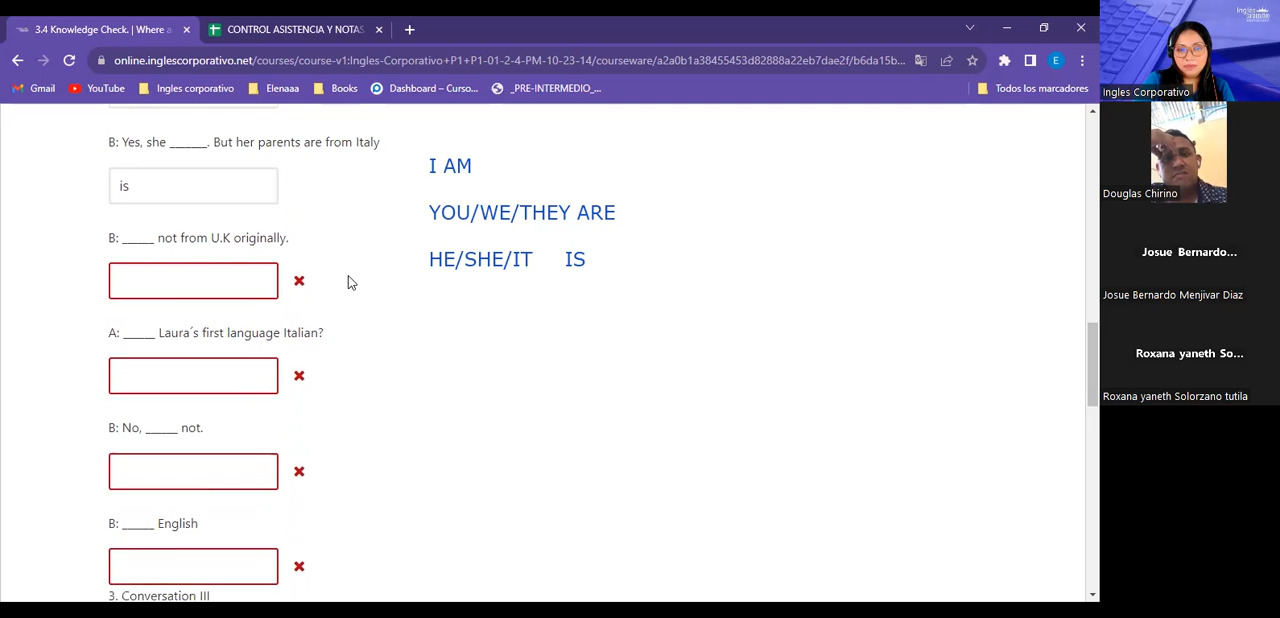 3.4 Knowledge Check. | Where a
CONTROL ASISTENCIA Y NOTAS
online.inglescorporativo.net/courses/course-v1:Ingles-Corporativo+P1+P1-01-2-4-PM-10-23-14/courseware/a2a0b1a38455453d82888a22eb7dae2f/b6da15b...
E
Gmail
YouTube
Ingles corporativo
Elenaaa
Books
Dashboard – Curso...
_PRE-INTERMEDIO_...
Todos los marcadores
B: Yes, she _______. But her parents are from Italy
is
B: ______ not from U.K originally.
A: ______ Laura´s first language Italian?
B: No, ______ not.
B: ______ English
3. Conversation III
I AM
YOU/WE/THEY ARE
HE/SHE/IT IS
Ingles Corporativo
Douglas Chirino
Josue Bernardo...
Josue Bernardo Menjivar Diaz
Roxana yaneth So...
Roxana yaneth Solorzano tutila